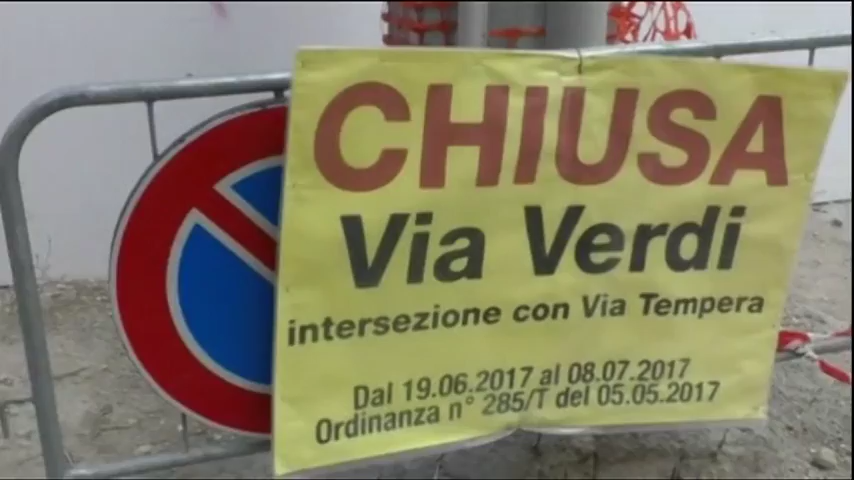 CHIUSA
Via Verdi
intersezione con Via Tempera
Dal 19.06.2017 al 08.07.2017
Ordinanza n° 285/T del 05.05.2017